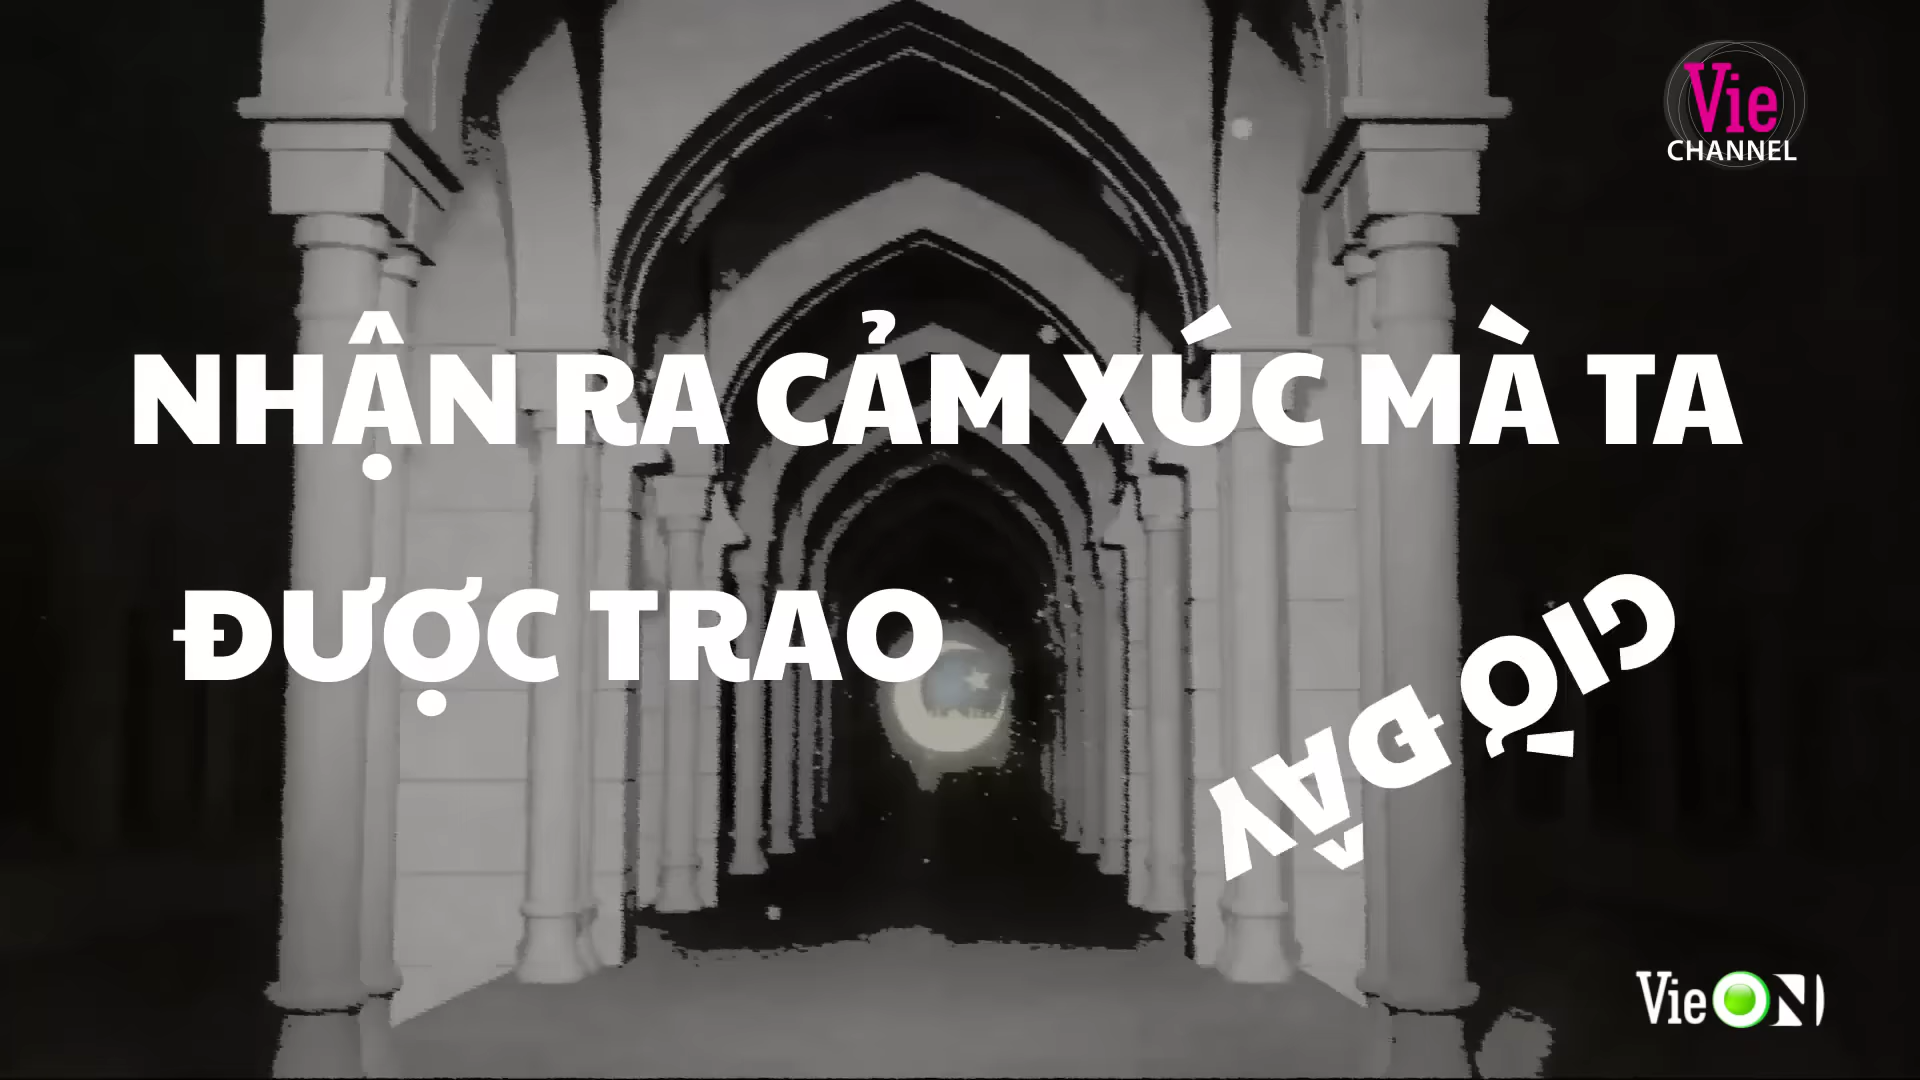 Vie
CHANNEL
NHẬN RA CẢM XÚC MÀ TA
ĐƯỢC TRAO
GIỜ ĐÂY
VieON